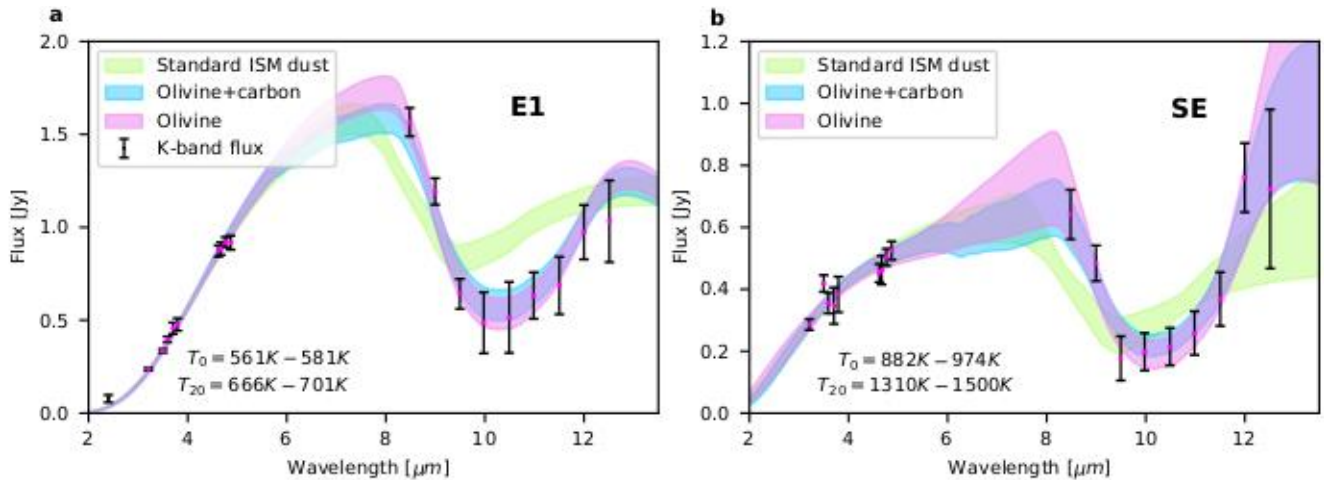 a
Flux [Jy]
2.0
1.5
1.0
0.5
0.0
Standard ISM dust
Olivine+carbon
Olivine
K-band flux
E1
T₀ = 561K − 581K
T₂₀ = 666K − 701K
2 4 6 8 10 12
Wavelength [μm]
b
Flux [Jy]
1.2
1.0
0.8
0.6
0.4
0.2
0.0
Standard ISM dust
Olivine+carbon
Olivine
SE
T₀ = 882K − 974K
T₂₀ = 1310K − 1500K
2 4 6 8 10 12
Wavelength [μm]